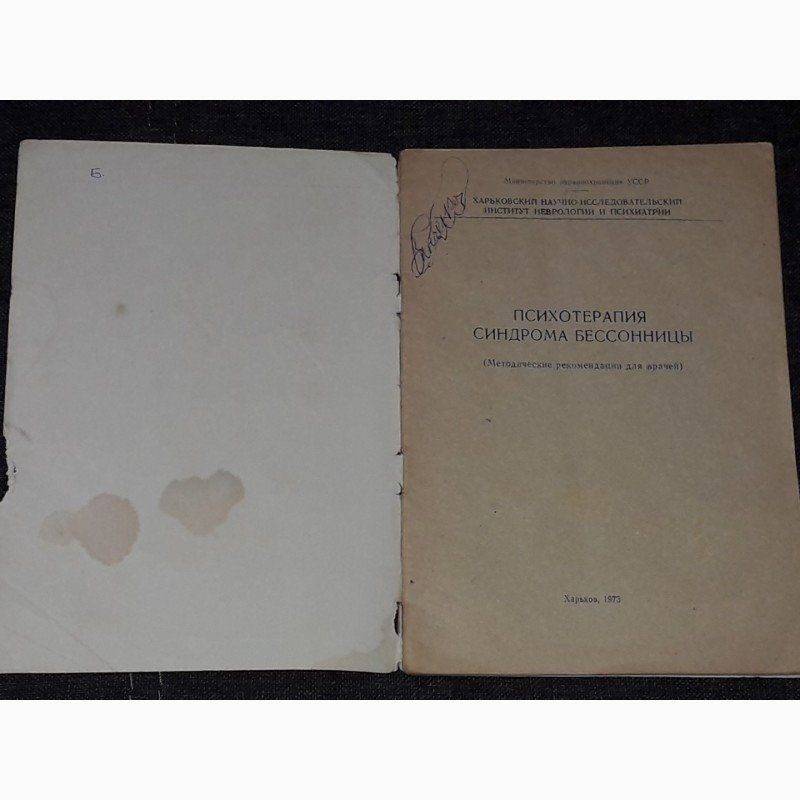 Б.
Министерство здравоохранения УССР
ХАРЬКОВСКИЙ НАУЧНО-ИССЛЕДОВАТЕЛЬСКИЙ
ИНСТИТУТ НЕВРОЛОГИИ И ПСИХИАТРИИ
ПСИХОТЕРАПИЯ
СИНДРОМА БЕССОННИЦЫ
(Методические рекомендации для врачей)
Харьков, 1973